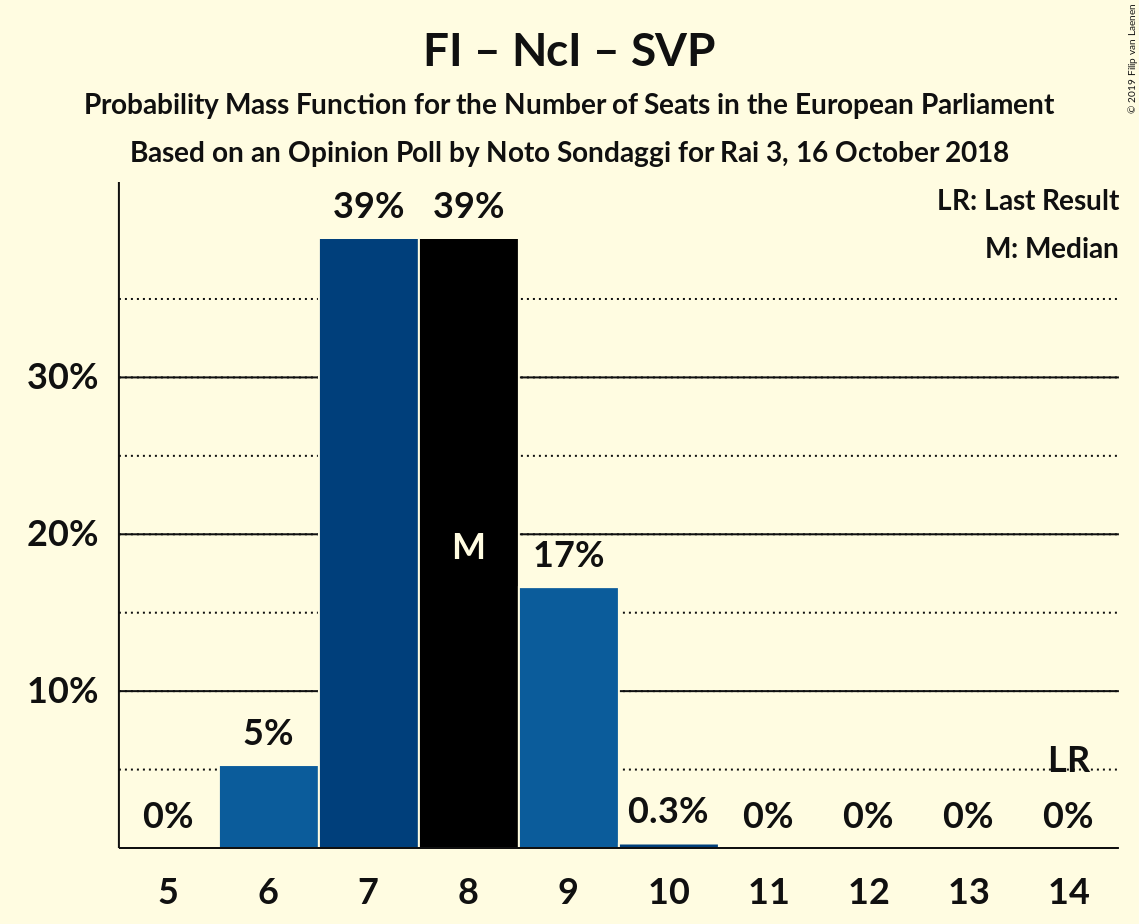 FI – NcI – SVP
Probability Mass Function for the Number of Seats in the European Parliament
Based on an Opinion Poll by Noto Sondaggi for Rai 3, 16 October 2018
© 2019 Filip van Laenen
LR: Last Result
M: Median
39% 39%
30%
20%
M
17%
10%
5%
LR
0% 0.3% 0% 0% 0% 0%
5 6 7 8 9 10 11 12 13 14